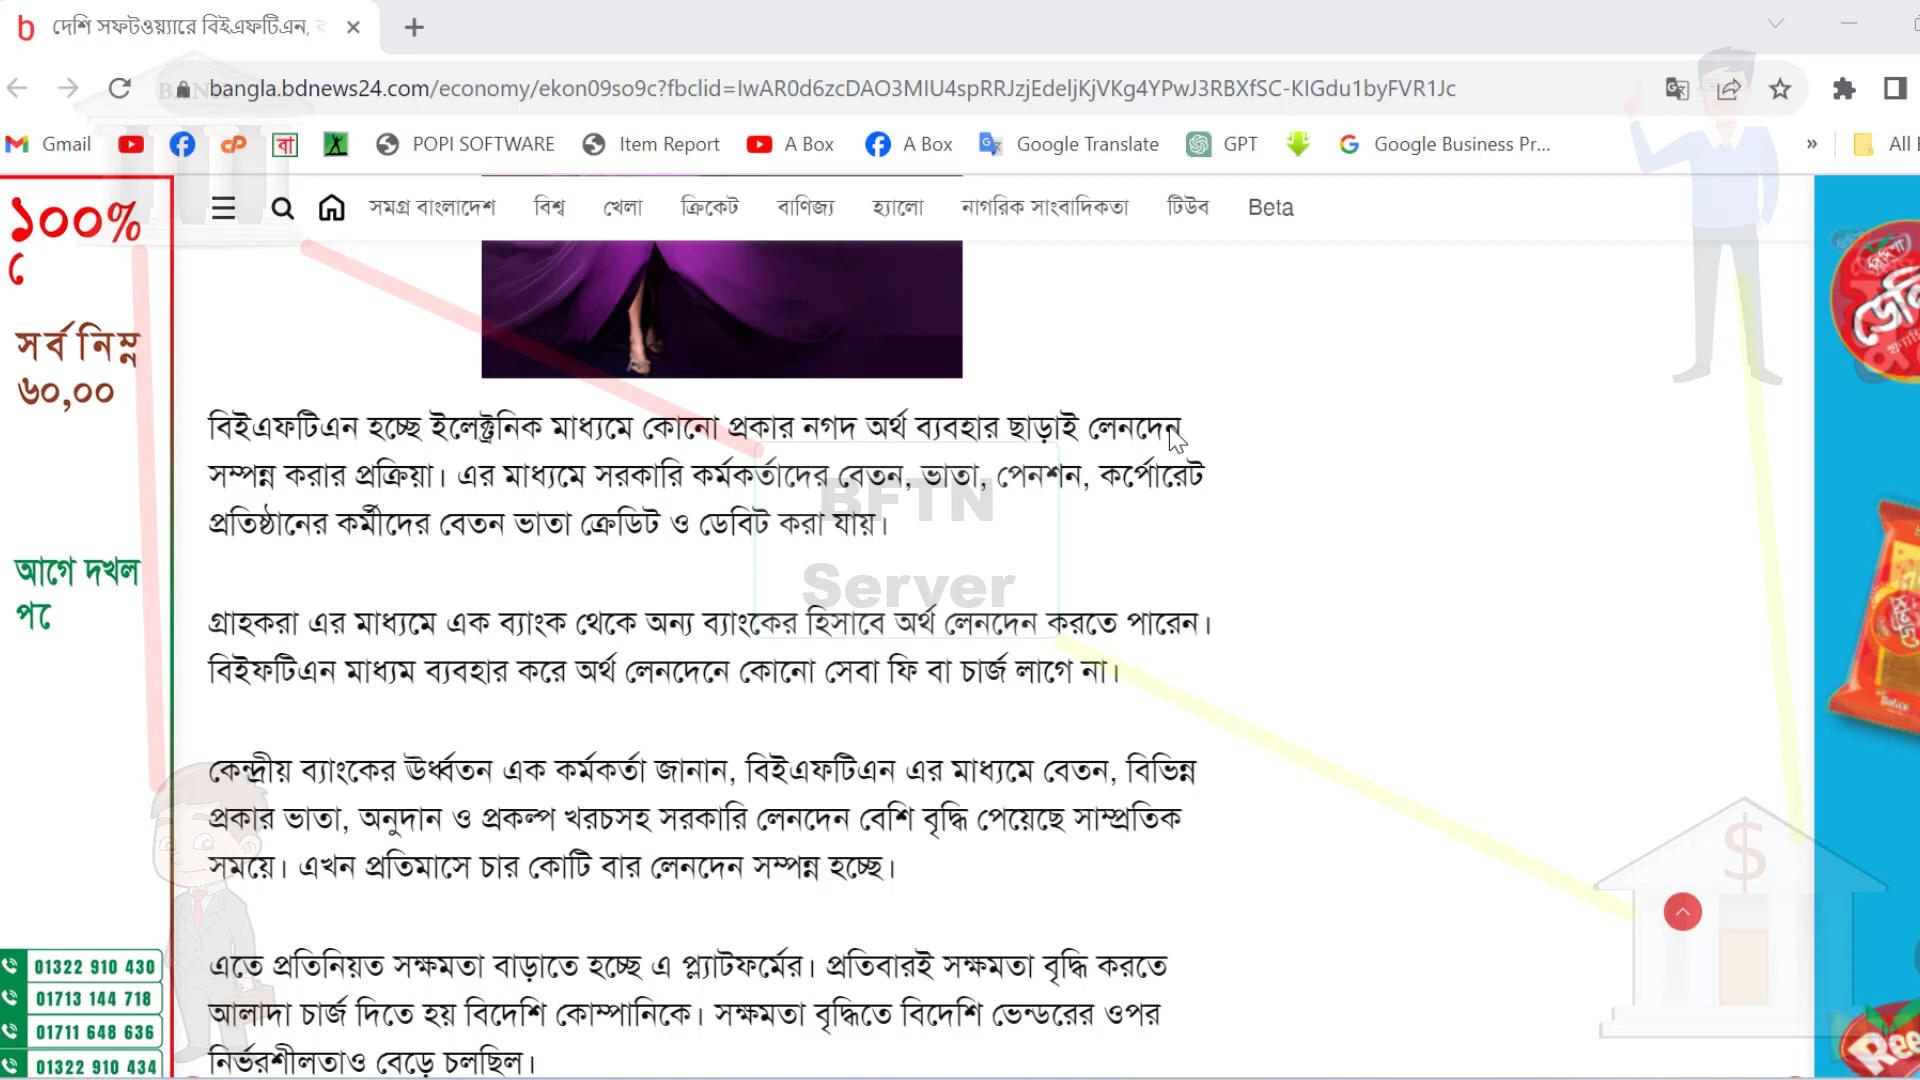 দেশি সফটওয়্যারে বিইএফটিএন,
bangla.bdnews24.com/economy/ekon09so9c?fbclid=IwAR0d6zcDAO3MIU4spRRJzjEdeljKjVKg4YPwJ3RBXfSC-KIGdu1byFVR1Jc
BANK
Gmail POPI SOFTWARE Item Report A Box A Box Google Translate GPT Google Business Pr... » All
বা
সমগ্র বাংলাদেশ বিশ্ব খেলা ক্রিকেট বাণিজ্য হ্যালো নাগরিক সাংবাদিকতা টিউব Beta
১০০%
সর্বনিম্ন
৬০,০০
আগে দখল
বিইএফটিএন হচ্ছে ইলেক্ট্রনিক মাধ্যমে কোনো প্রকার নগদ অর্থ ব্যবহার ছাড়াই লেনদেন
সম্পন্ন করার প্রক্রিয়া। এর মাধ্যমে সরকারি কর্মকর্তাদের বেতন, ভাতা, পেনশন, কর্পোরেট
প্রতিষ্ঠানের কর্মীদের বেতন ভাতা ক্রেডিট ও ডেবিট করা যায়।
BFTN
Server
গ্রাহকরা এর মাধ্যমে এক ব্যাংক থেকে অন্য ব্যাংকের হিসাবে অর্থ লেনদেন করতে পারেন।
বিইফটিএন মাধ্যম ব্যবহার করে অর্থ লেনদেনে কোনো সেবা ফি বা চার্জ লাগে না।
কেন্দ্রীয় ব্যাংকের ঊর্ধ্বতন এক কর্মকর্তা জানান, বিইএফটিএন এর মাধ্যমে বেতন, বিভিন্ন
প্রকার ভাতা, অনুদান ও প্রকল্প খরচসহ সরকারি লেনদেন বেশি বৃদ্ধি পেয়েছে সাম্প্রতিক
সময়ে। এখন প্রতিমাসে চার কোটি বার লেনদেন সম্পন্ন হচ্ছে।
এতে প্রতিনিয়ত সক্ষমতা বাড়াতে হচ্ছে এ প্ল্যাটফর্মের। প্রতিবারই সক্ষমতা বৃদ্ধি করতে
আলাদা চার্জ দিতে হয় বিদেশি কোম্পানিকে। সক্ষমতা বৃদ্ধিতে বিদেশি ভেন্ডরের ওপর
নির্ভরশীলতাও বেড়ে চলছিল।
01322 910 430
01713 144 718
01711 648 636
01322 910 434
$